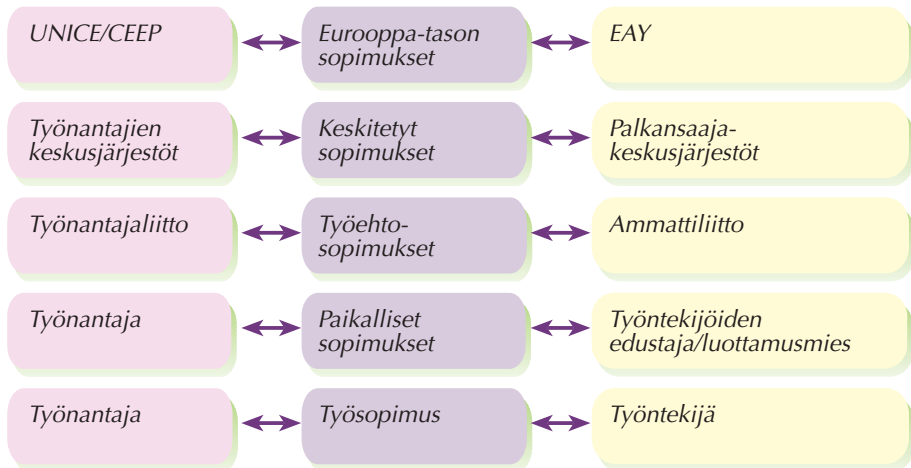 UNICE/CEEP
Eurooppa-tason
sopimukset
EAY
Työnantajien
keskusjärjestöt
Keskitetyt
sopimukset
Palkansaaja-
keskusjärjestöt
Työnantajaliitto
Työehto-
sopimukset
Ammattiliitto
Työnantaja
Paikalliset
sopimukset
Työntekijöiden
edustaja/luottamusmies
Työnantaja
Työsopimus
Työntekijä